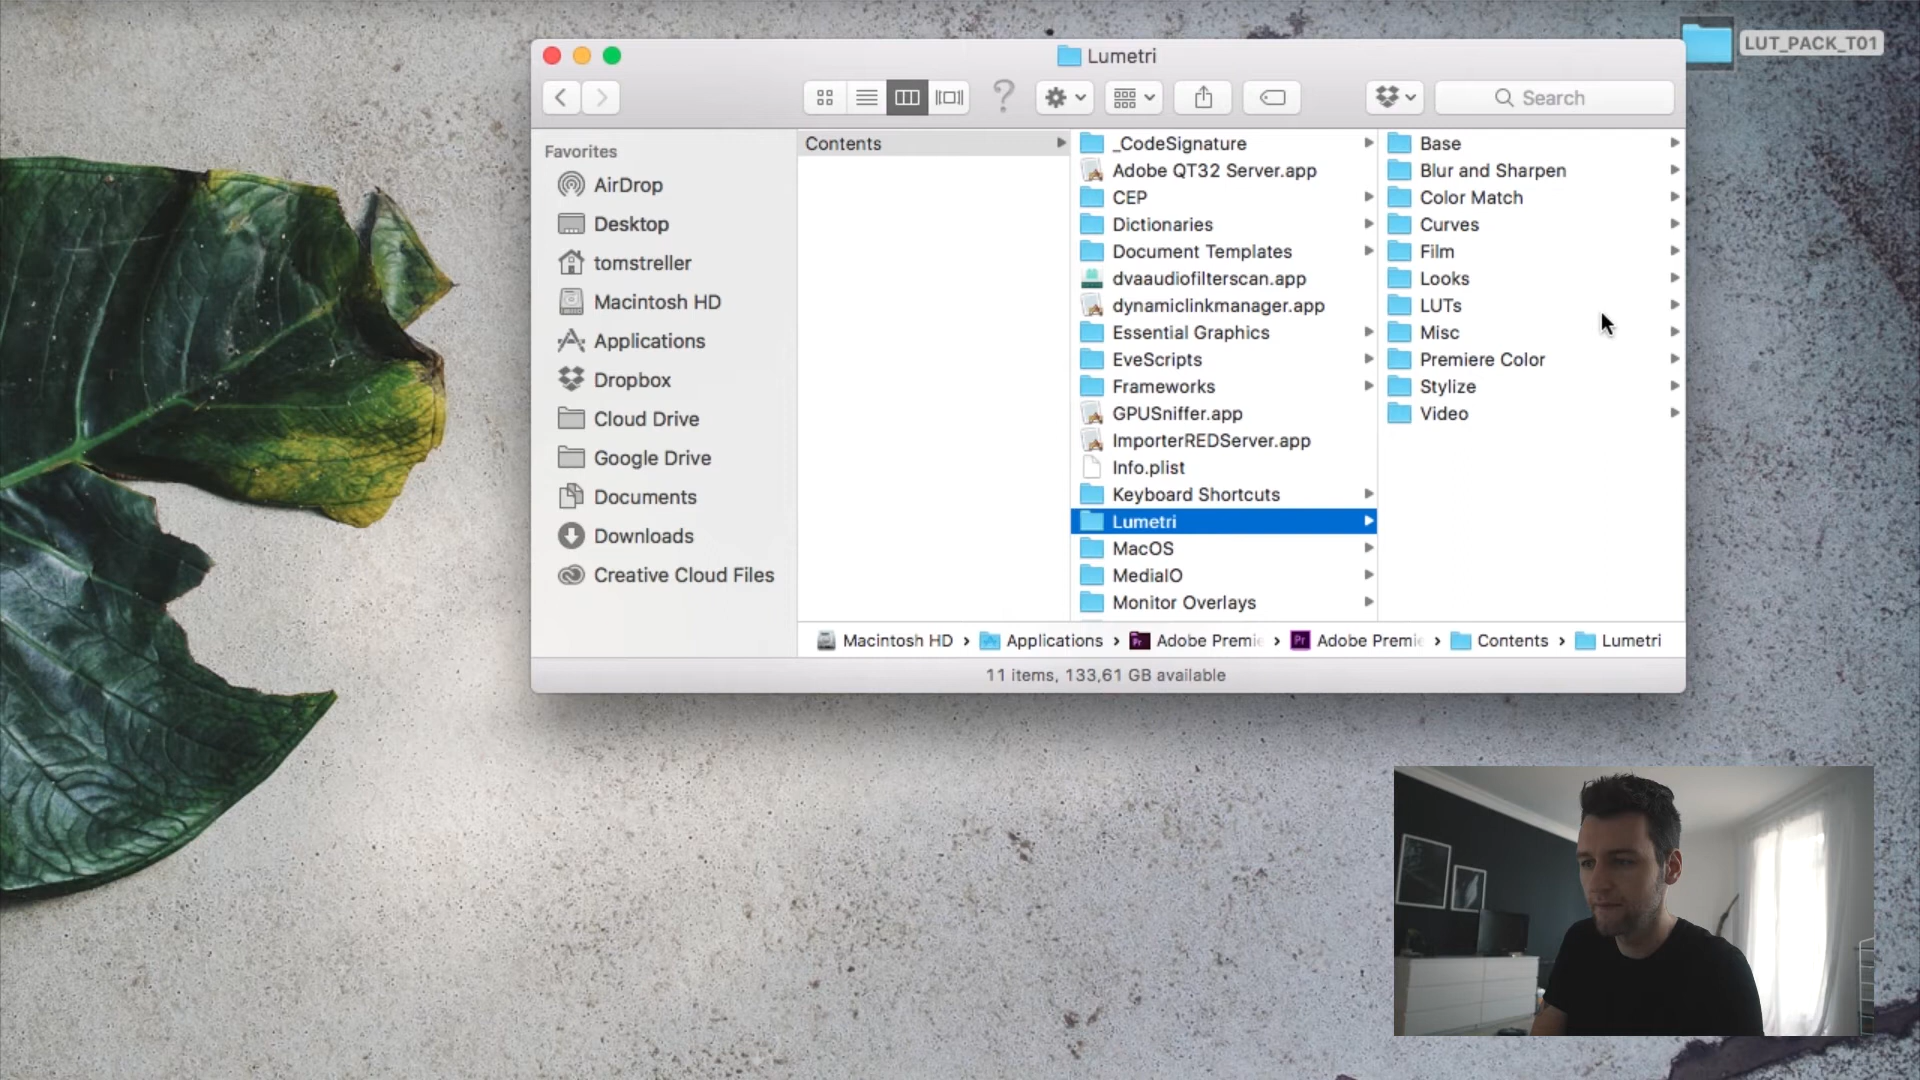 LUT_PACK_T01
Lumetri
Search
Favorites
AirDrop
Desktop
tomstreller
Macintosh HD
Applications
Dropbox
Cloud Drive
Google Drive
Documents
Downloads
Creative Cloud Files
Contents
_CodeSignature
Adobe QT32 Server.app
CEP
Dictionaries
Document Templates
dvaaudiofilterscan.app
dynamiclinkmanager.app
Essential Graphics
EveScripts
Frameworks
GPUSniffer.app
ImporterREDServer.app
Info.plist
Keyboard Shortcuts
Lumetri
MacOS
MediaIO
Monitor Overlays
Base
Blur and Sharpen
Color Match
Curves
Film
Looks
LUTs
Misc
Premiere Color
Stylize
Video
Macintosh HD › Applications › Adobe Premie › Pr Adobe Premie › Contents › Lumetri
11 items, 133,61 GB available